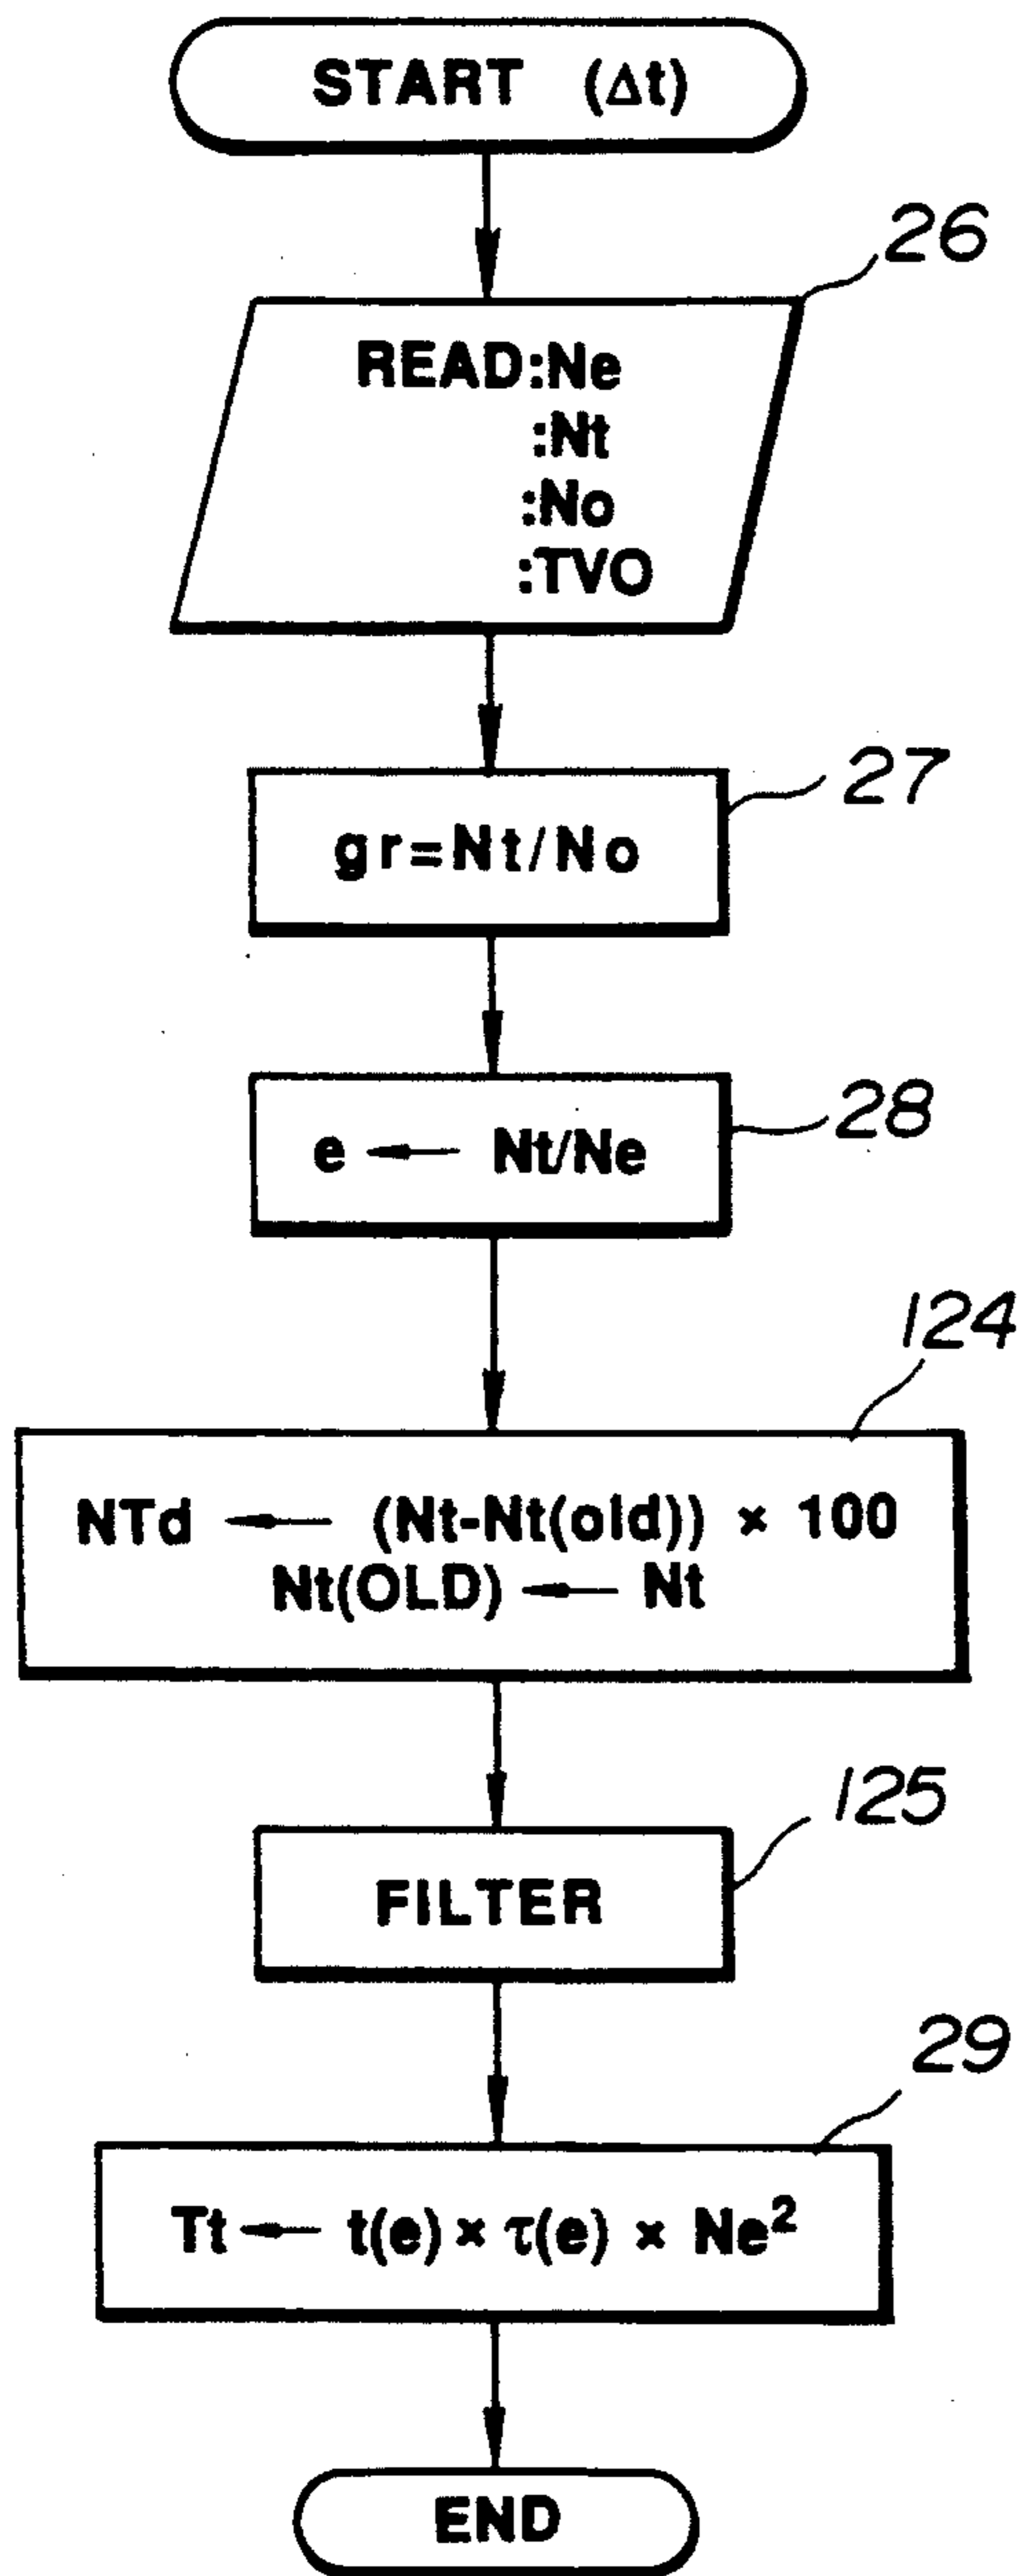 START (Δt)
26
READ:Ne
:Nt
:No
:TVO
27
gr=Nt/No
28
e ← Nt/Ne
124
NTd ← (Nt-Nt(old)) × 100
Nt(OLD) ← Nt
125
FILTER
29
Tt ← t(e) × τ(e) × Ne²
END